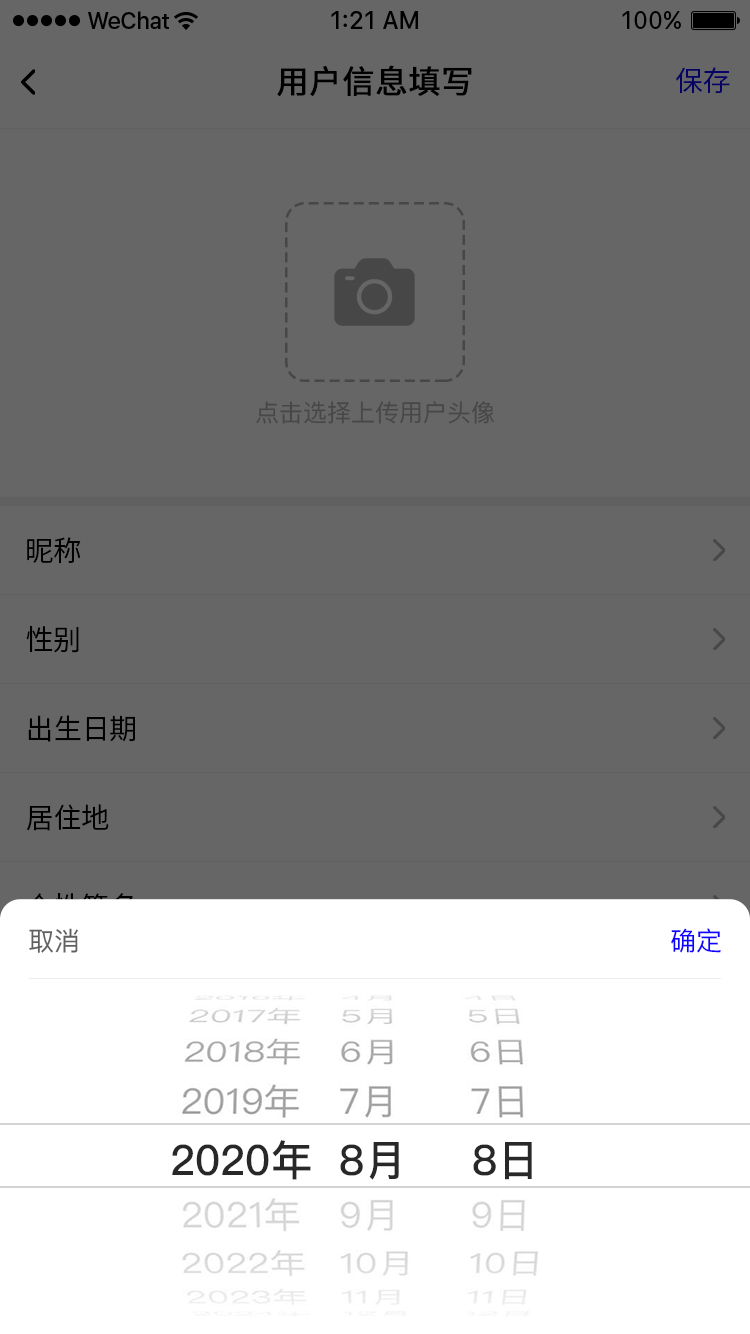 WeChat 1:21 AM 100%
用户信息填写 保存
点击选择上传用户头像
昵称
性别
出生日期
居住地
取消 确定
2017年 5月 5日
2018年 6月 6日
2019年 7月 7日
2020年 8月 8日
2021年 9月 9日
2022年 10月 10日
2023年 11月 11日